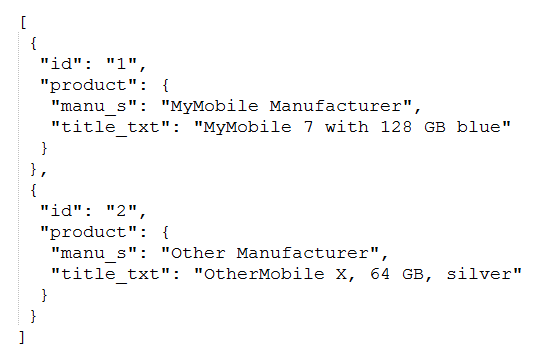 [
 {
  "id": "1",
  "product": {
   "manu_s": "MyMobile Manufacturer",
   "title_txt": "MyMobile 7 with 128 GB blue"
  }
 },
 {
  "id": "2",
  "product": {
   "manu_s": "Other Manufacturer",
   "title_txt": "OtherMobile X, 64 GB, silver"
  }
 }
]